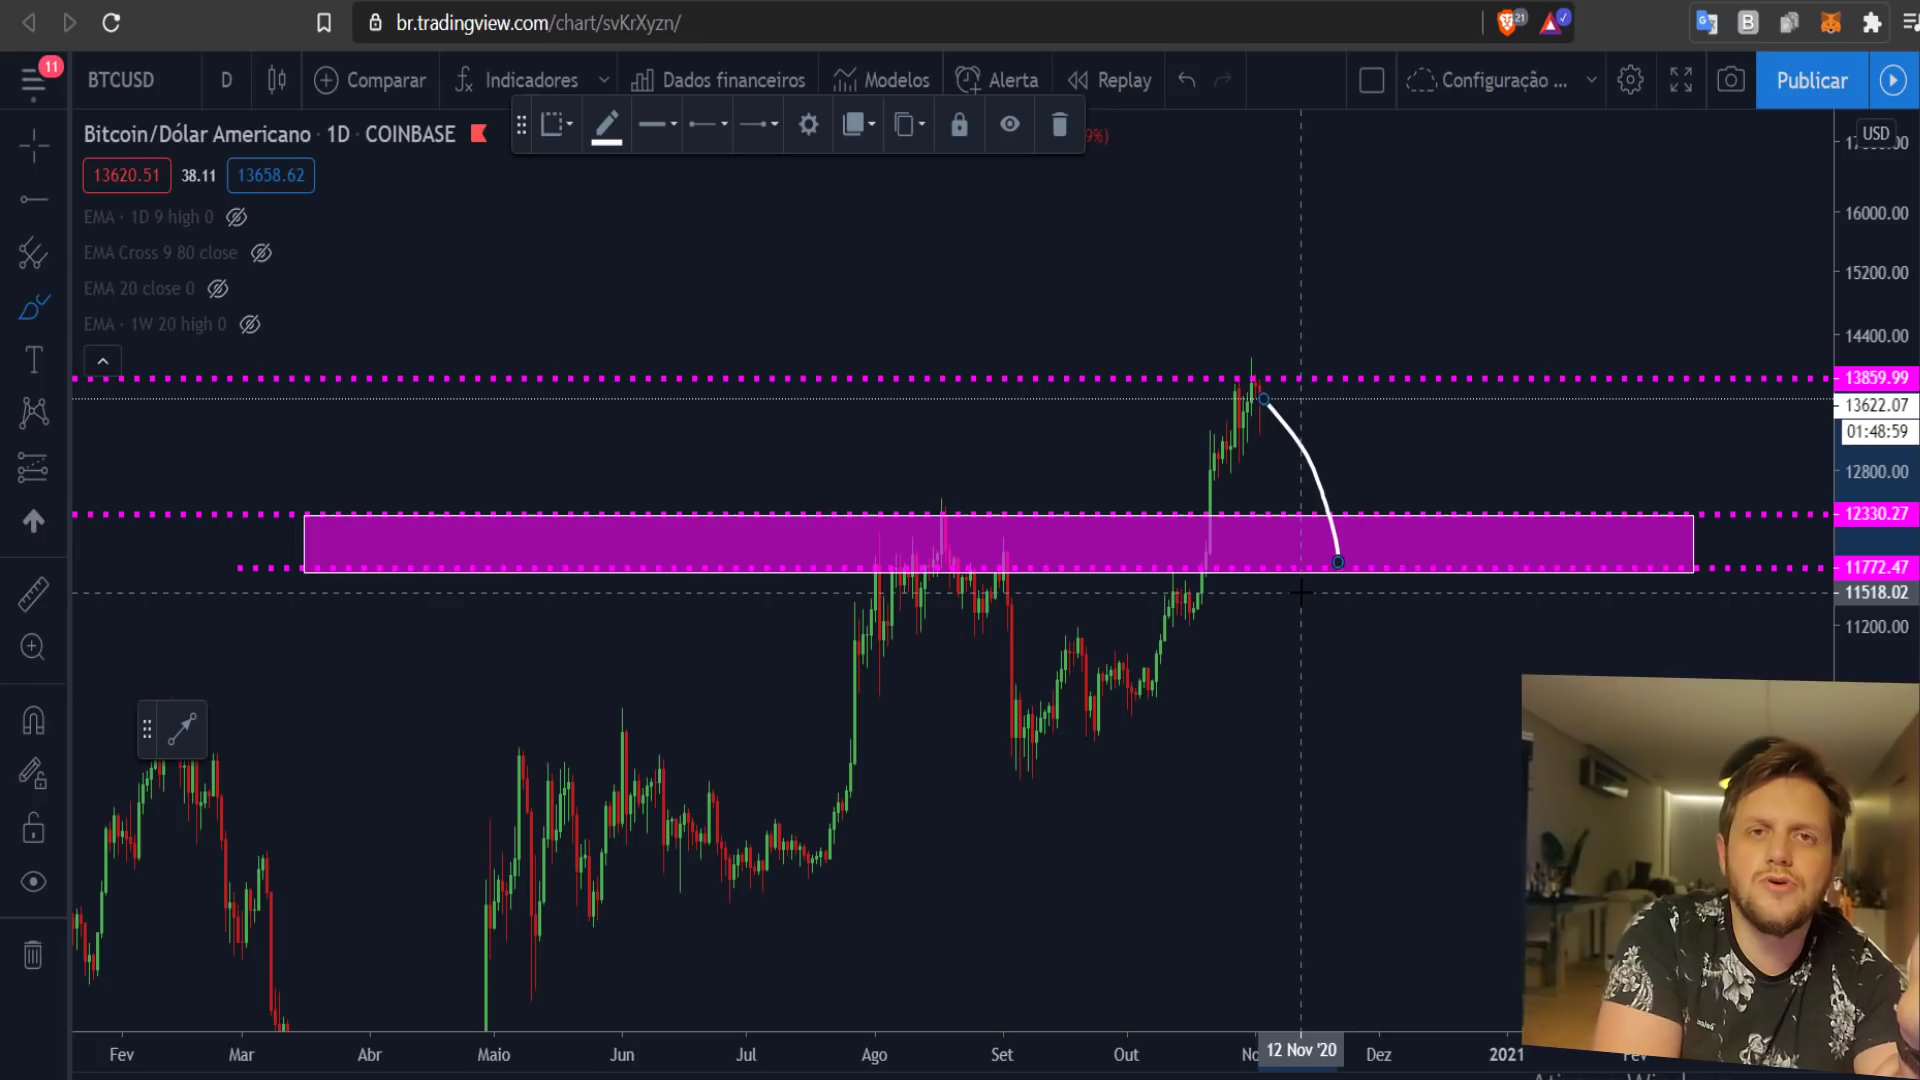 br.tradingview.com/chart/svKrXyzn/
21
11
BTCUSD
D
Comparar
Indicadores
Dados financeiros
Modelos
Alerta
Replay
Configuração ...
Publicar
Bitcoin/Dólar Americano · 1D · COINBASE
9%)
USD
13620.51
38.11
13658.62
EMA · 1D 9 high 0
EMA Cross 9 80 close
EMA 20 close 0
EMA · 1W 20 high 0
16000.00
15200.00
14400.00
13859.99
13622.07
01:48:59
12800.00
12330.27
11772.47
11518.02
11200.00
Fev
Mar
Abr
Maio
Jun
Jul
Ago
Set
Out
No
12 Nov '20
Dez
2021
Fev